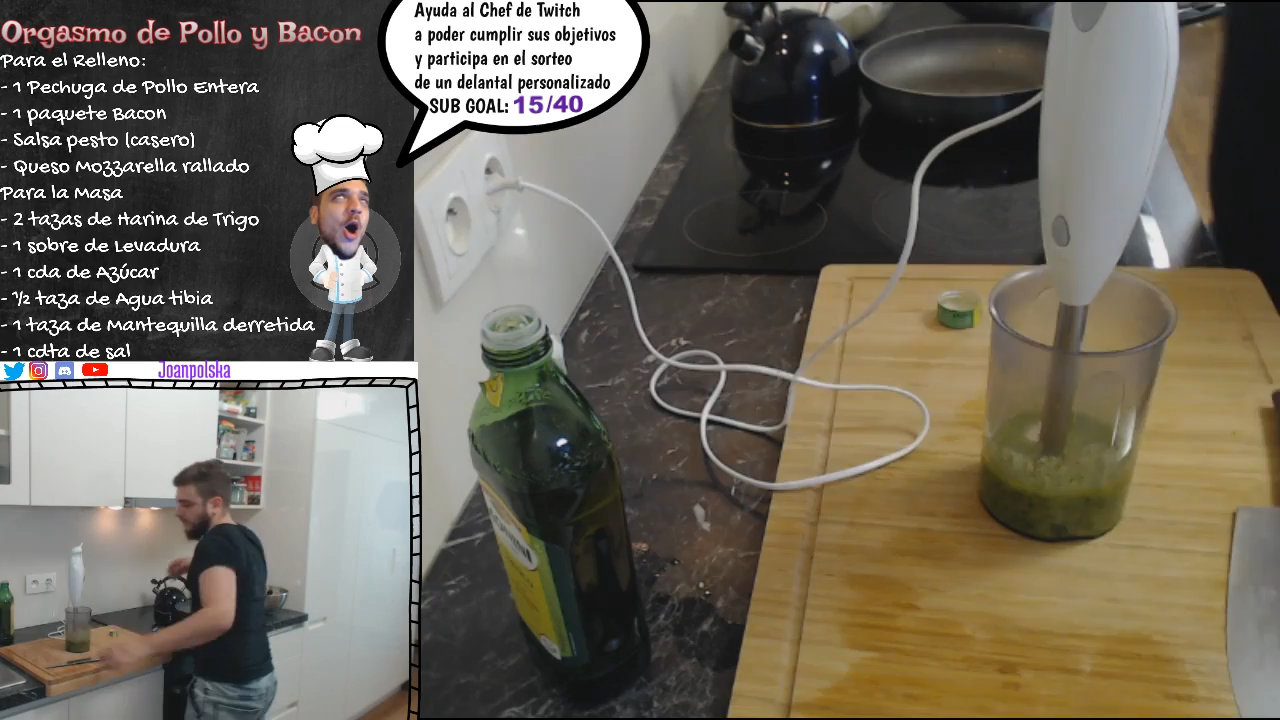 Orgasmo de Pollo y Bacon
Para el Relleno:
- 1 Pechuga de Pollo Entera
- 1 paquete Bacon
- Salsa pesto (casero)
- Queso Mozzarella rallado
Para la Masa
- 2 tazas de Harina de Trigo
- 1 sobre de Levadura
- 1 cda de Azúcar
- ½ taza de Agua tibia
- 1 taza de Mantequilla derretida
- 1 cdta de sal
Joanpolska
Ayuda al Chef de Twitch
a poder cumplir sus objetivos
y participa en el sorteo
de un delantal personalizado
SUB GOAL: 15/40